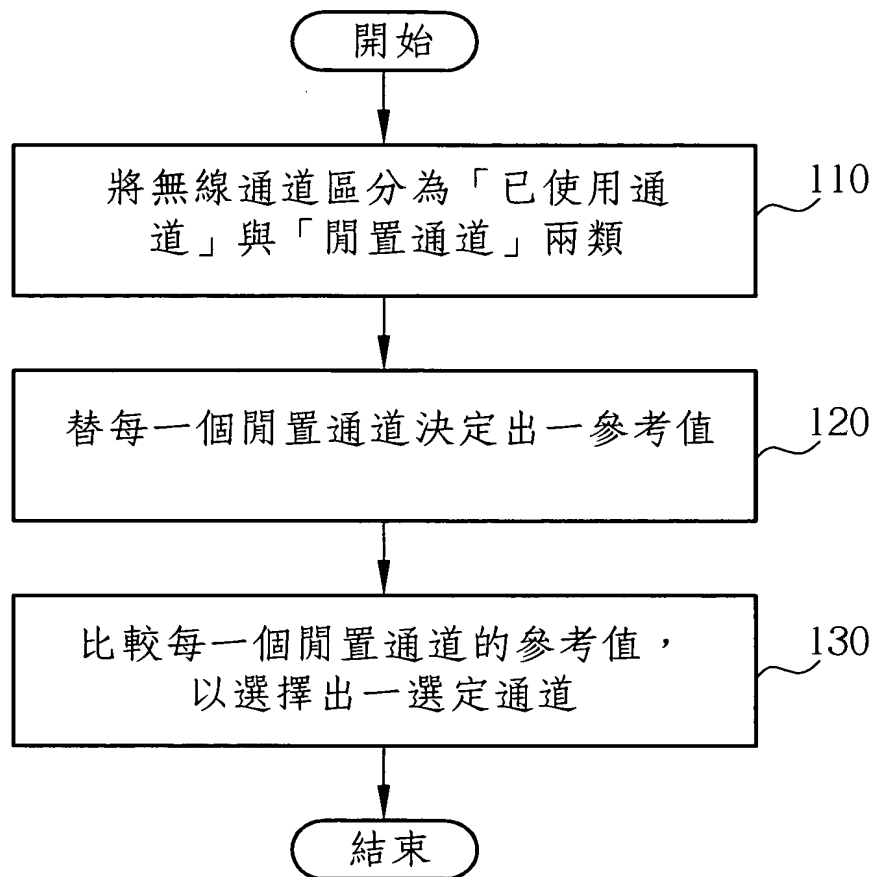 開始
將無線通道區分為「已使用通
道」與「閒置通道」兩類
110
替每一個閒置通道決定出一參考值
120
比較每一個閒置通道的參考值，
以選擇出一選定通道
130
結束